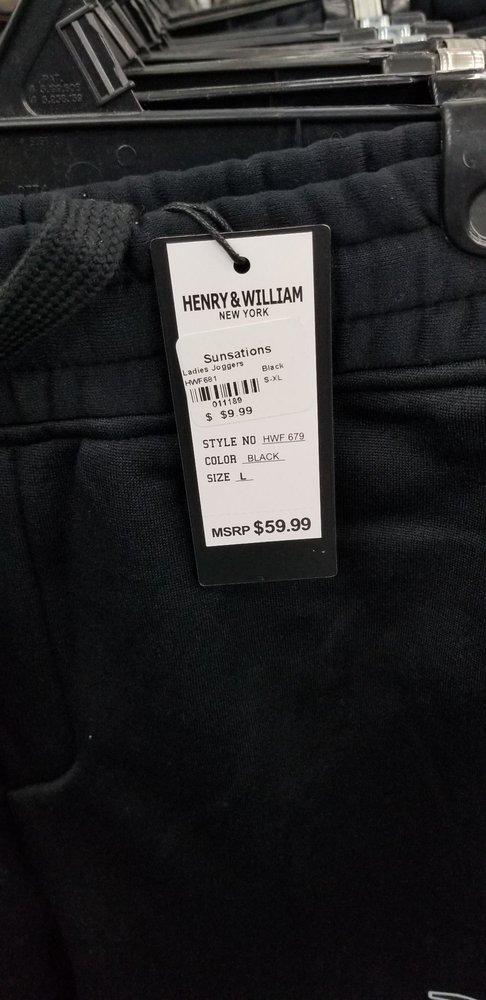 HENRY & WILLIAM
NEW YORK
Sunsations
Ladies Joggers Black
HWF681 S-XL
011189
$ $9.99
STYLE NO HWF 679
COLOR BLACK
SIZE L
MSRP $59.99